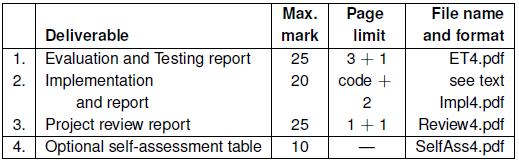 Deliverable Max. mark Page limit File name and format
1. Evaluation and Testing report 25 3 + 1 ET4.pdf
2. Implementation 20 code + see text
and report 2 Impl4.pdf
3. Project review report 25 1 + 1 Review4.pdf
4. Optional self-assessment table 10 — SelfAss4.pdf